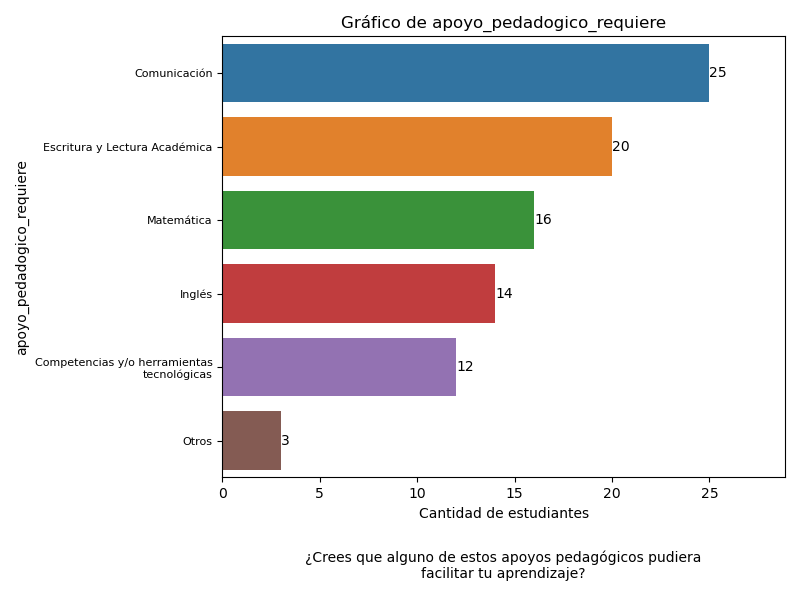 Gráfico de apoyo_pedadogico_requiere
apoyo_pedadogico_requiere
Comunicación
25
Escritura y Lectura Académica
20
Matemática
16
Inglés
14
Competencias y/o herramientas
tecnológicas
12
Otros
3
0 5 10 15 20 25
Cantidad de estudiantes
¿Crees que alguno de estos apoyos pedagógicos pudiera
facilitar tu aprendizaje?